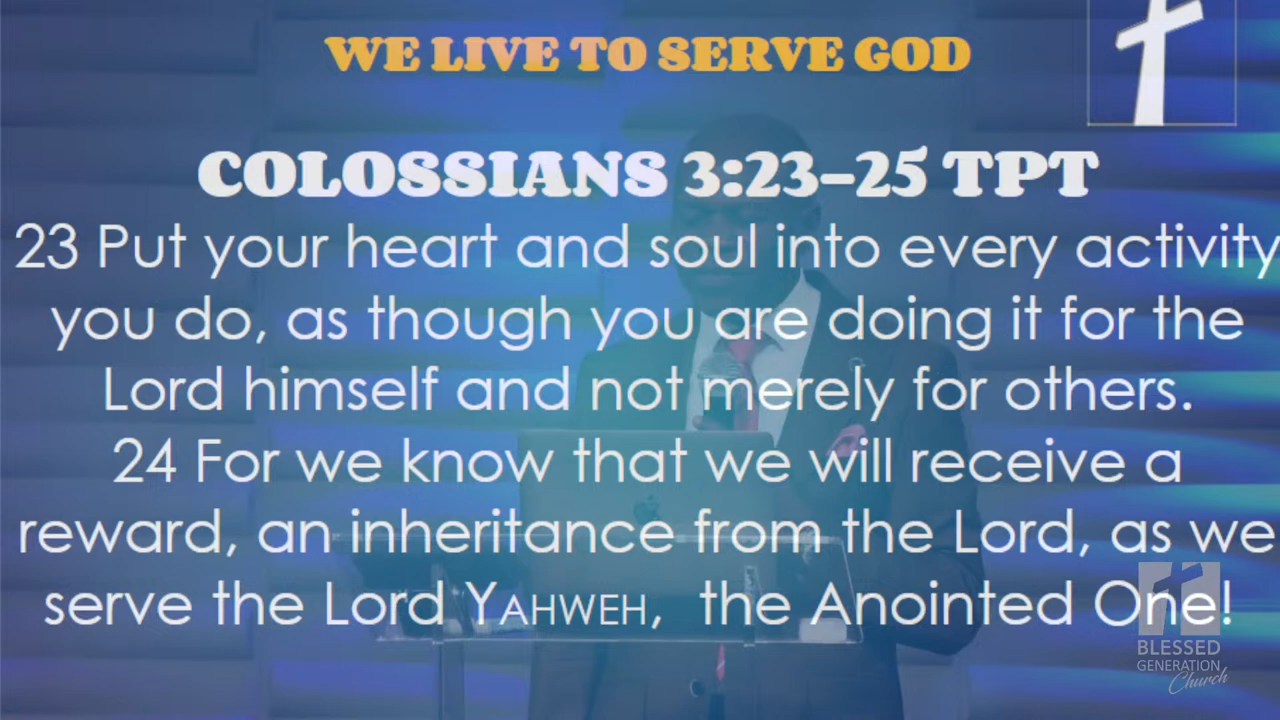 WE LIVE TO SERVE GOD
COLOSSIANS 3:23–25 TPT
23 Put your heart and soul into every activity
you do, as though you are doing it for the
Lord himself and not merely for others.
24 For we know that we will receive a
reward, an inheritance from the Lord, as we
serve the Lord YAHWEH, the Anointed One!
BLESSED
GENERATION
Church